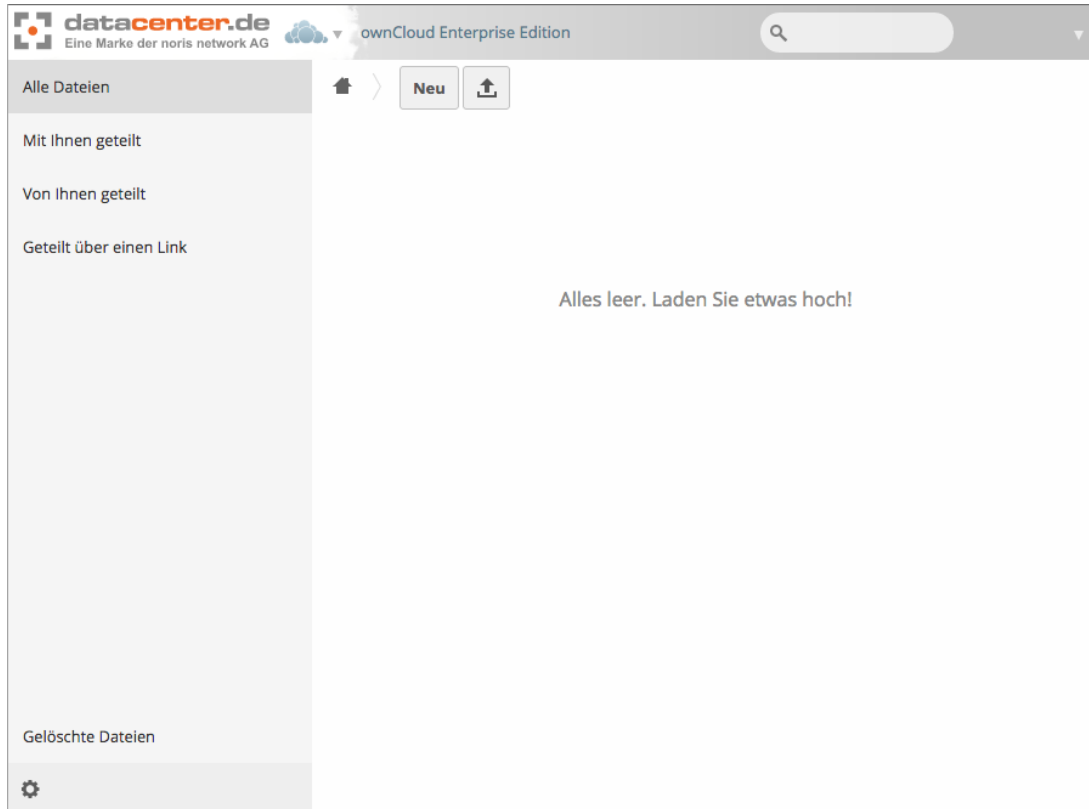 datacenter.de
Eine Marke der noris network AG
ownCloud Enterprise Edition
Alle Dateien
Neu
Mit Ihnen geteilt
Von Ihnen geteilt
Geteilt über einen Link
Alles leer. Laden Sie etwas hoch!
Gelöschte Dateien